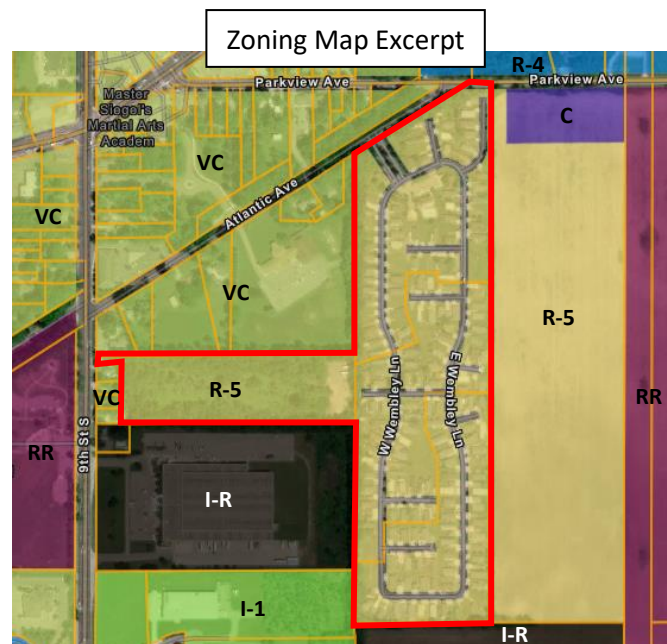 Zoning Map Excerpt
R-4
Parkview Ave
Parkview Ave
Master
Siegel's
Martial Arts
Academ
C
VC
VC
Atlantic Ave
VC
R-5
VC
R-5
W Wembley Ln
E Wembley Ln
RR
RR
9th St S
I-R
I-1
I-R